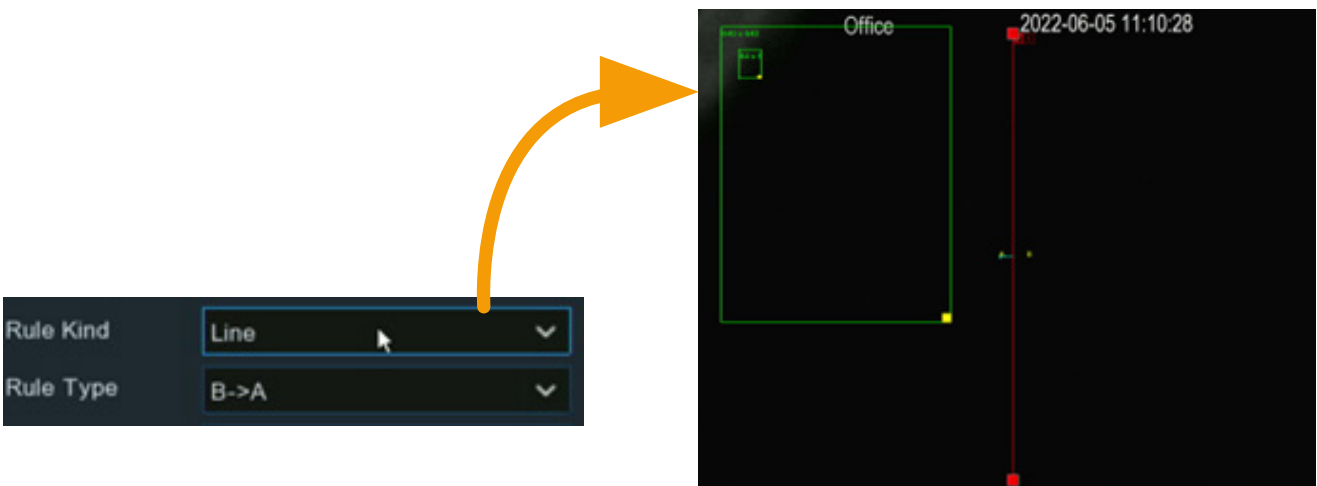 Office
2022-06-05 11:10:28
Rule Kind
Line
Rule Type
B->A